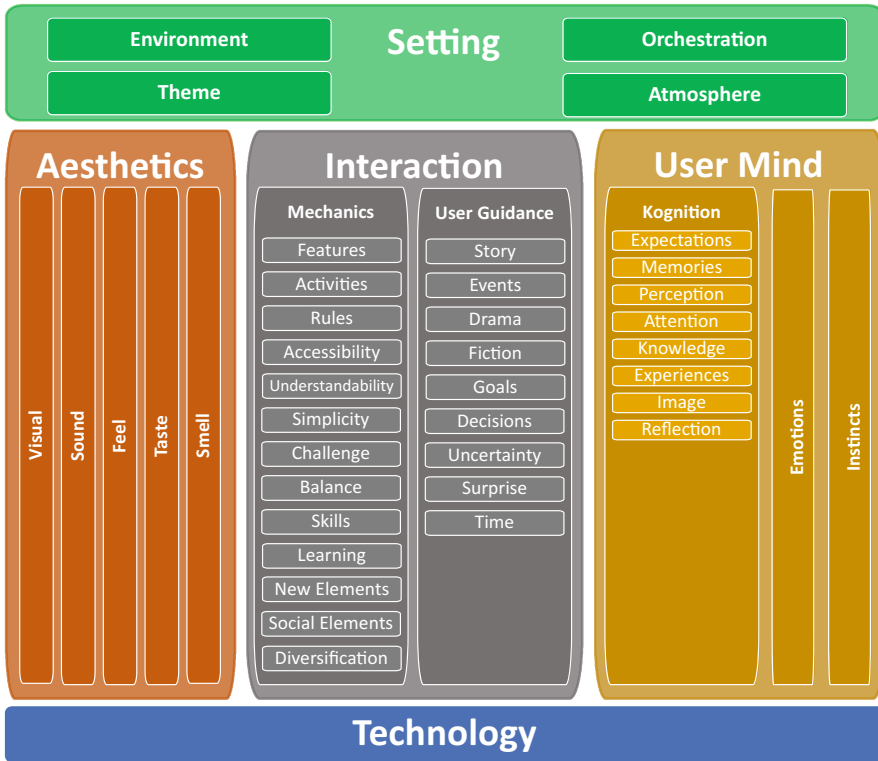 Setting
Environment
Theme
Orchestration
Atmosphere
Aesthetics
Visual
Sound
Feel
Taste
Smell
Interaction
Mechanics
Features
Activities
Rules
Accessibility
Understandability
Simplicity
Challenge
Balance
Skills
Learning
New Elements
Social Elements
Diversification
User Guidance
Story
Events
Drama
Fiction
Goals
Decisions
Uncertainty
Surprise
Time
User Mind
Kognition
Expectations
Memories
Perception
Attention
Knowledge
Experiences
Image
Reflection
Emotions
Instincts
Technology